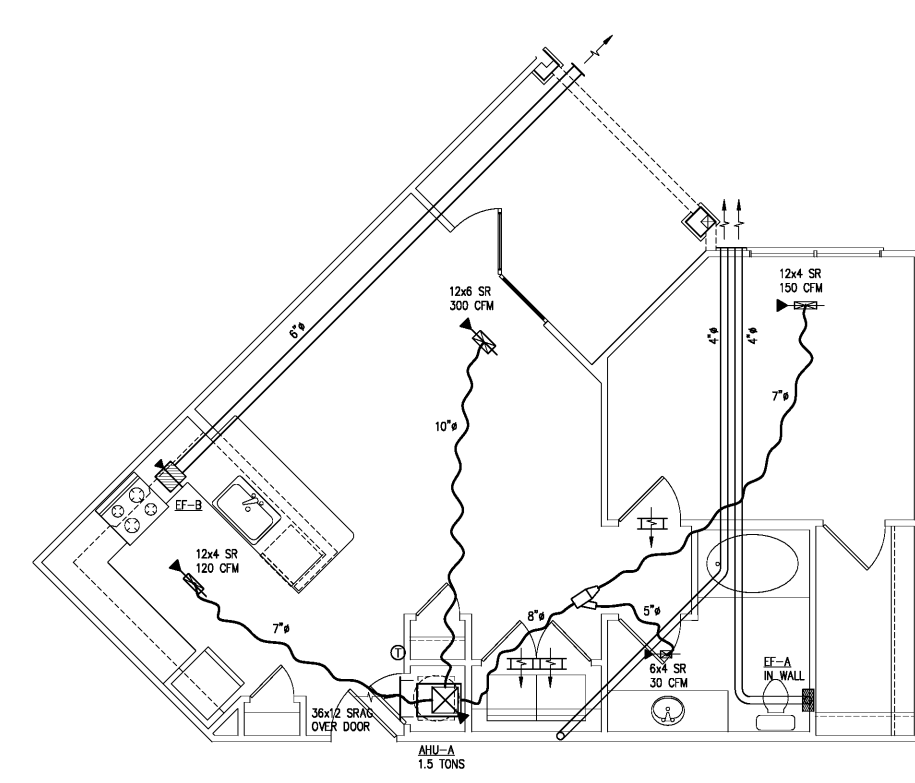 12x4 SR
150 CFM
12x6 SR
300 CFM
6"ø
4"ø
4"ø
7"ø
10"ø
EF-B
12x4 SR
120 CFM
7"ø
8"ø
5"ø
T
6x4 SR
30 CFM
EF-A
IN WALL
36x12 SRAG
OVER DOOR
AHU-A
1.5 TONS